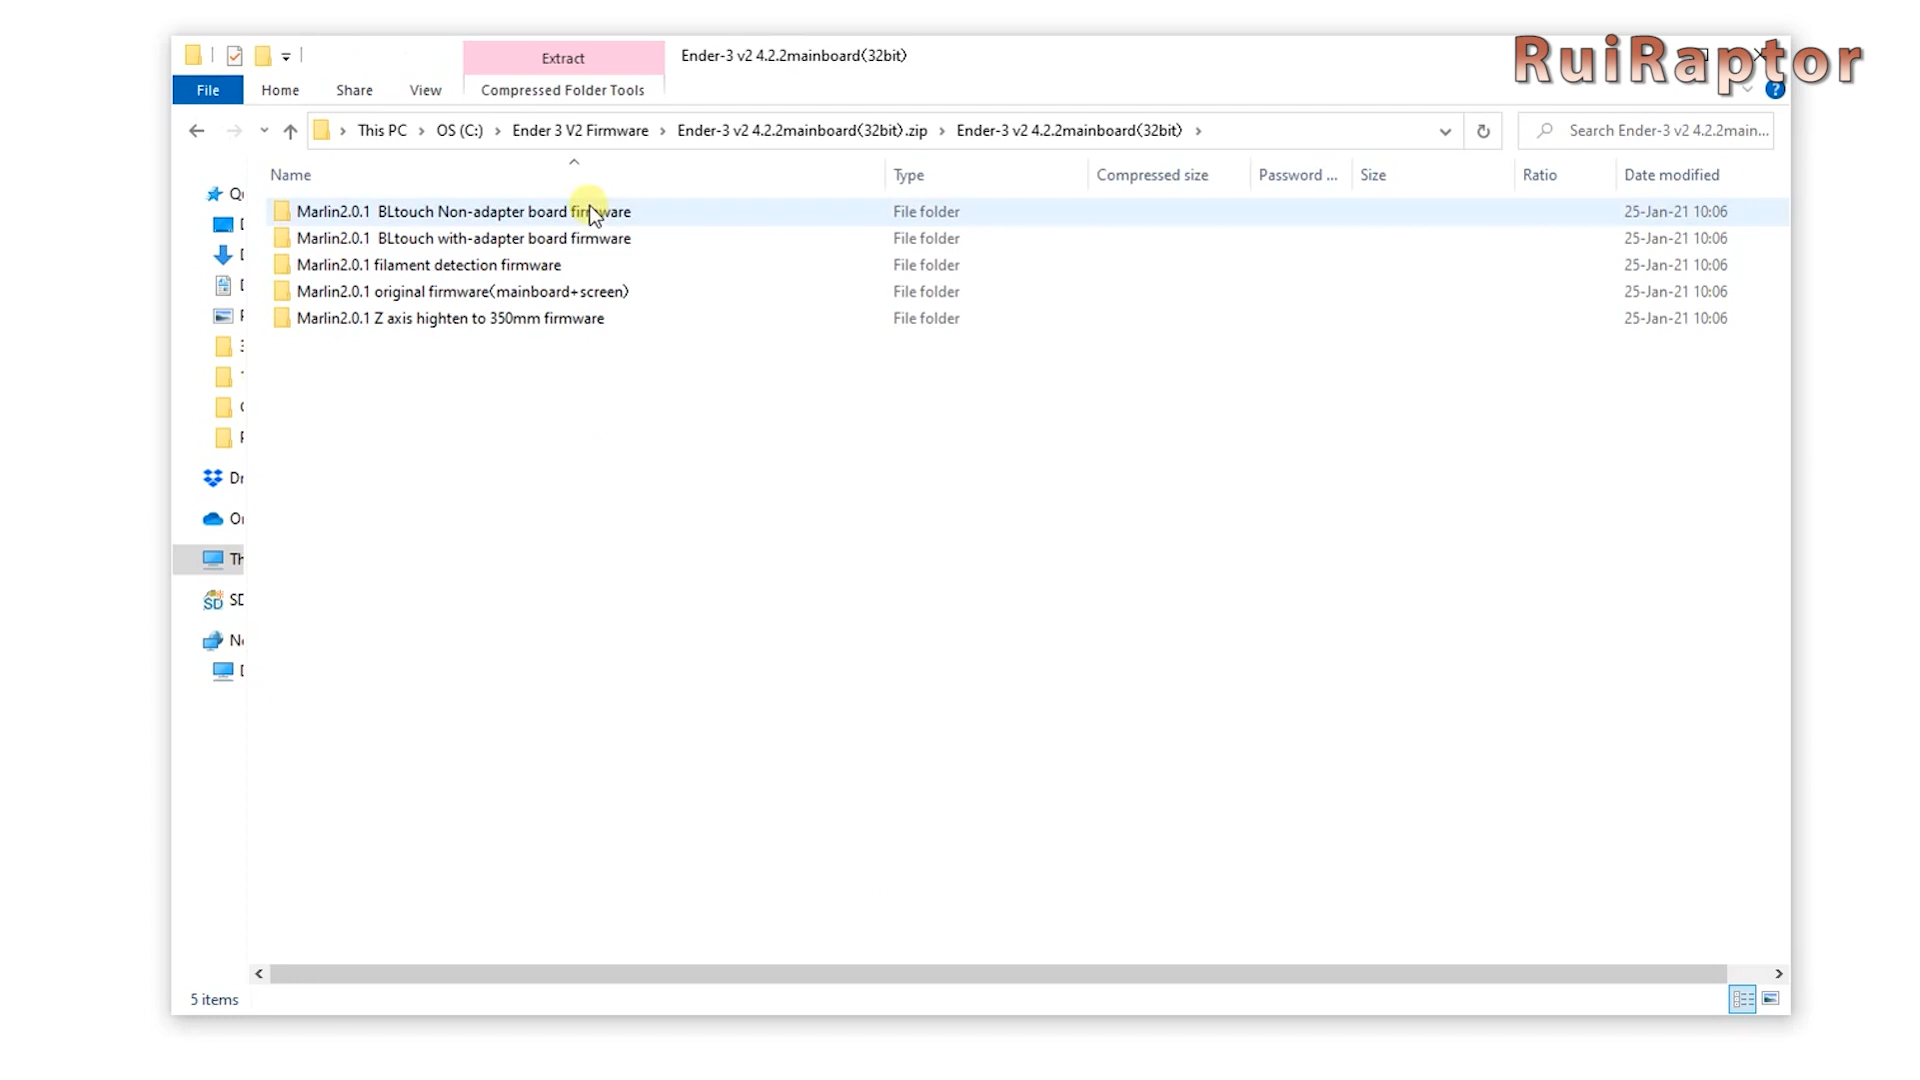 Extract
Ender-3 v2 4.2.2mainboard(32bit)
RuiRaptor
File
Home
Share
View
Compressed Folder Tools
This PC
OS (C:)
Ender 3 V2 Firmware
Ender-3 v2 4.2.2mainboard(32bit).zip
Ender-3 v2 4.2.2mainboard(32bit)
Search Ender-3 v2 4.2.2main...
Name
Type
Compressed size
Password ...
Size
Ratio
Date modified
Marlin2.0.1 BLtouch Non-adapter board firmware File folder 25-Jan-21 10:06
Marlin2.0.1 BLtouch with-adapter board firmware File folder 25-Jan-21 10:06
Marlin2.0.1 filament detection firmware File folder 25-Jan-21 10:06
Marlin2.0.1 original firmware(mainboard+screen) File folder 25-Jan-21 10:06
Marlin2.0.1 Z axis highten to 350mm firmware File folder 25-Jan-21 10:06
5 items